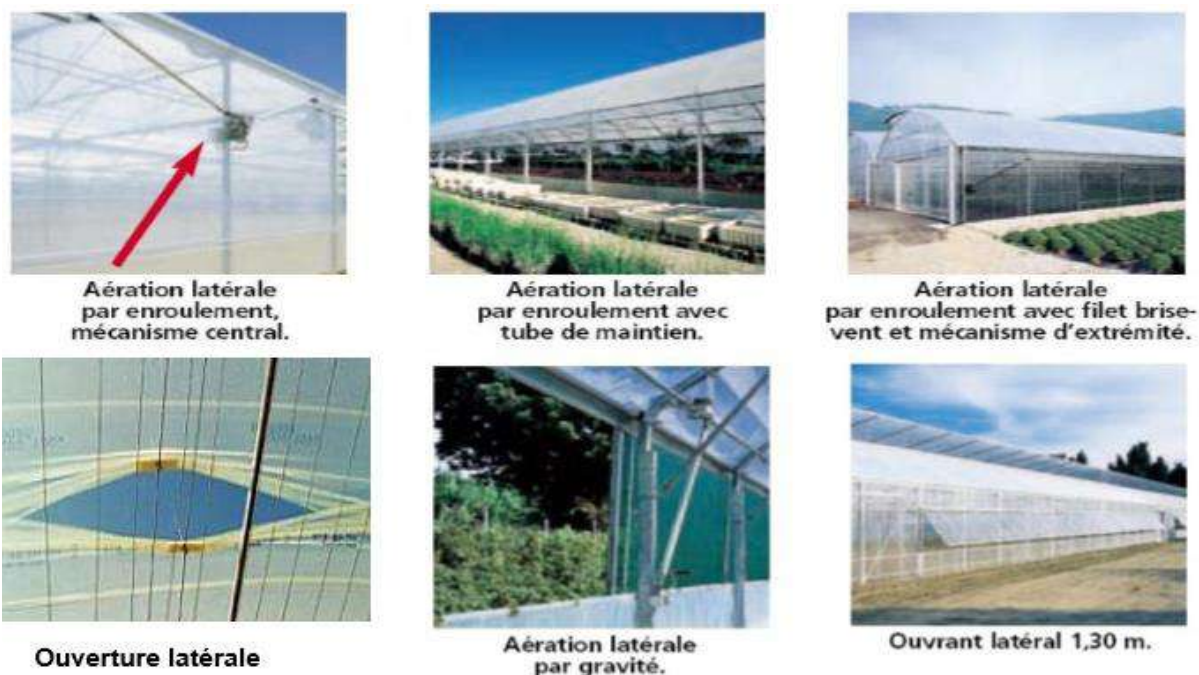 Aération latérale
par enroulement,
mécanisme central.
Aération latérale
par enroulement avec
tube de maintien.
Aération latérale
par enroulement avec filet brise-
vent et mécanisme d'extrémité.
Ouverture latérale
Aération latérale
par gravité.
Ouvrant latéral 1,30 m.